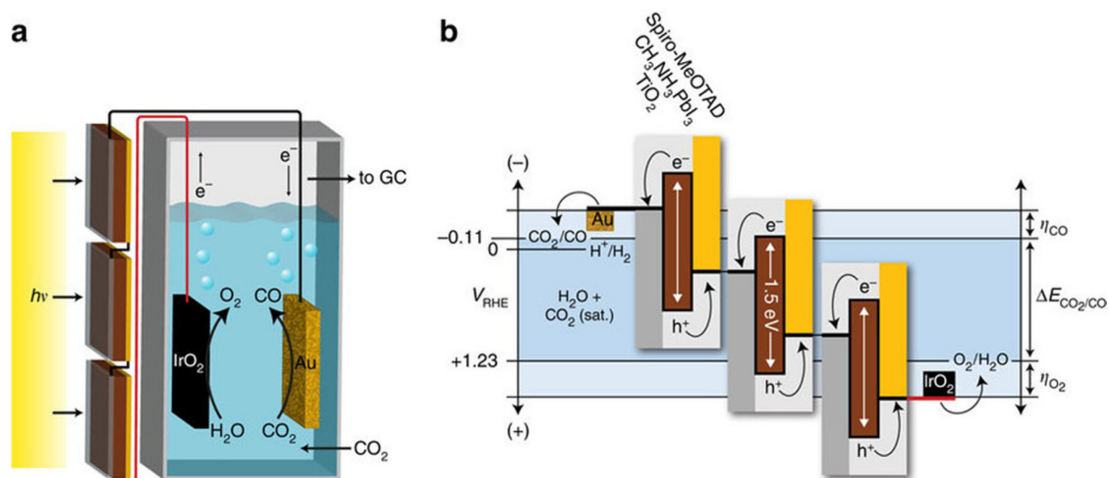 a
e⁻
e⁻
to GC
hν
O₂
CO
IrO₂
Au
H₂O
CO₂
CO₂
b
Spiro-MeOTAD
CH₃NH₃PbI₃
TiO₂
(–)
e⁻
Au
ηCO
–0.11
CO₂/CO
e⁻
0
H⁺/H₂
VRHE
H₂O +
CO₂ (sat.)
1.5 eV
e⁻
ΔECO₂/CO
h⁺
+1.23
O₂/H₂O
h⁺
IrO₂
ηO₂
(+)
h⁺